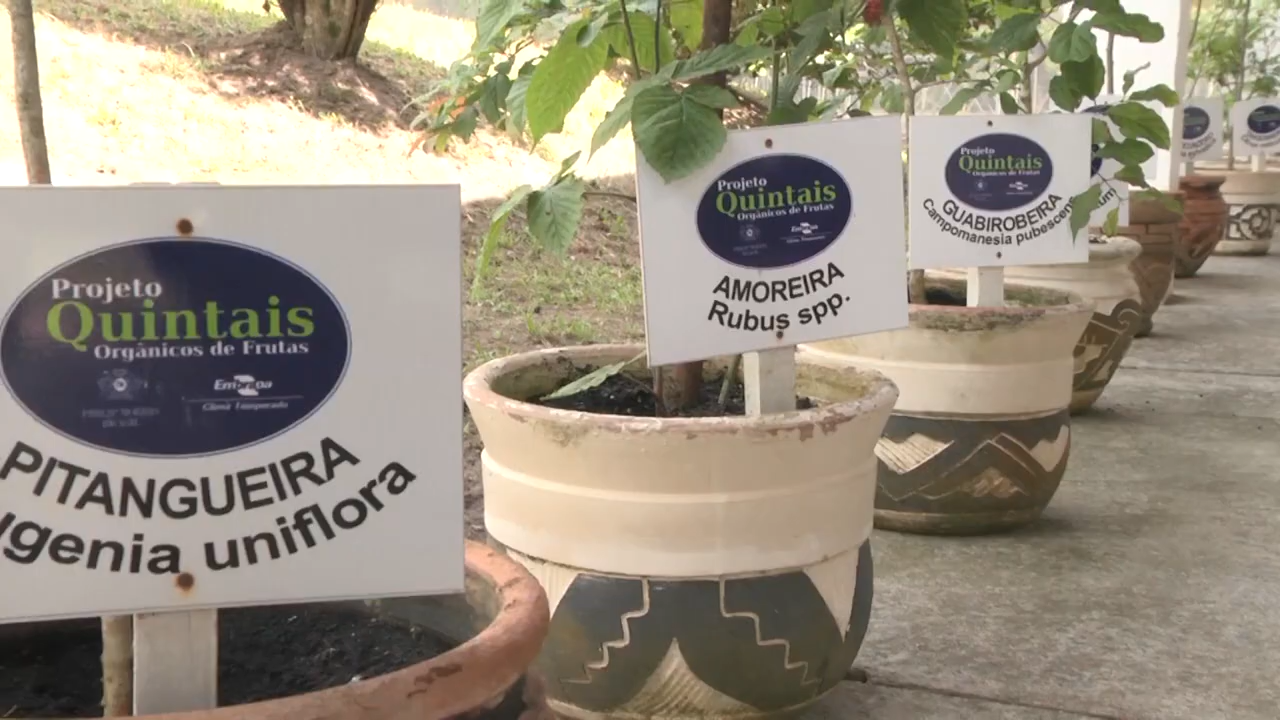 Projeto
Quintais
Orgânicos de Frutas
Embrapa
Clima Temperado
PITANGUEIRA
ugenia uniflora
Projeto
Quintais
Orgânicos de Frutas
Embrapa
AMOREIRA
Rubus spp.
Projeto
Quintais
Orgânicos de Frutas
GUABIROBEIRA
Campomanesia pubescens